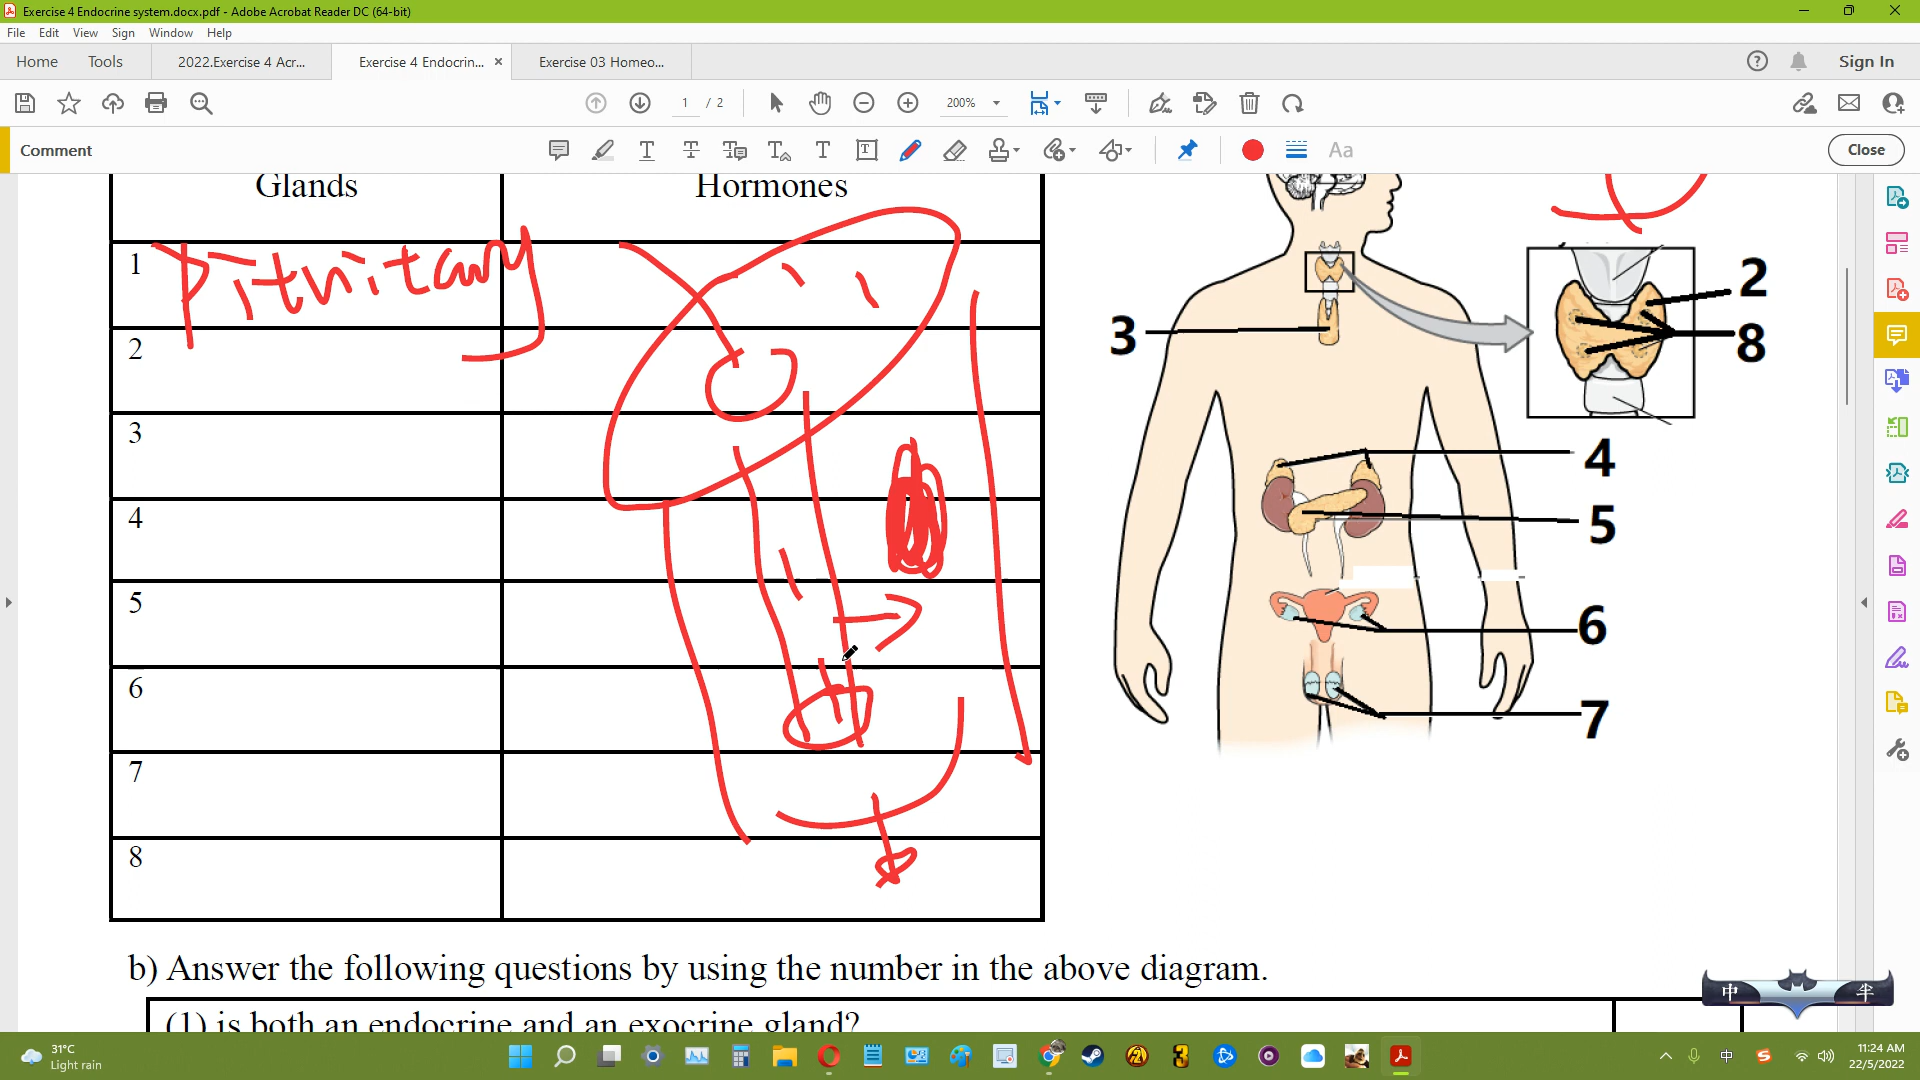 Exercise 4 Endocrine system.docx.pdf - Adobe Acrobat Reader DC (64-bit)
File Edit View Sign Window Help
Home Tools 2022.Exercise 4 Acr... Exercise 4 Endocrin... × Exercise 03 Homeo... Sign In
1 / 2 200%
Comment Aa Close
Glands Hormones
1 Pituitary
2
3
4
5
6
7
8
2
8
3
4
5
6
7
b) Answer the following questions by using the number in the above diagram.
(1) is both an endocrine and an exocrine gland?
中
31°C
Light rain
中
11:24 AM
22/5/2022